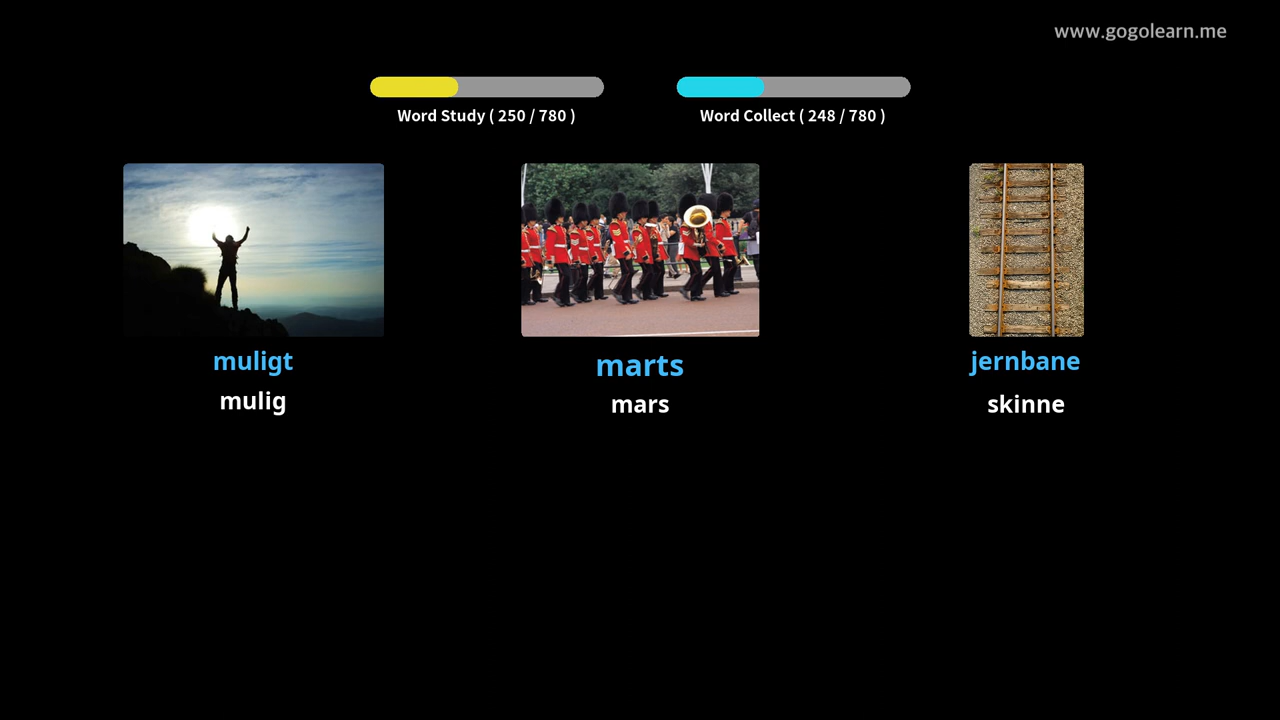 www.gogolearn.me
Word Study ( 250 / 780 )
Word Collect ( 248 / 780 )
muligt
mulig
marts
mars
jernbane
skinne